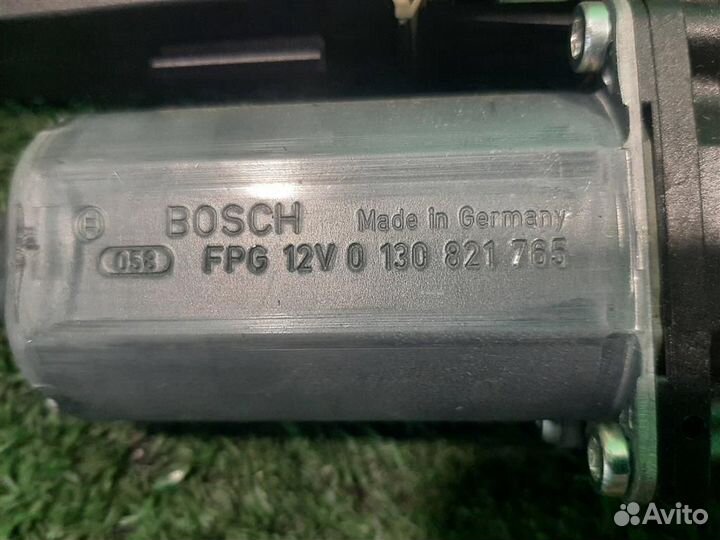 BOSCH Made in Germany
058 FPG 12V 0 130 821 765
Avito